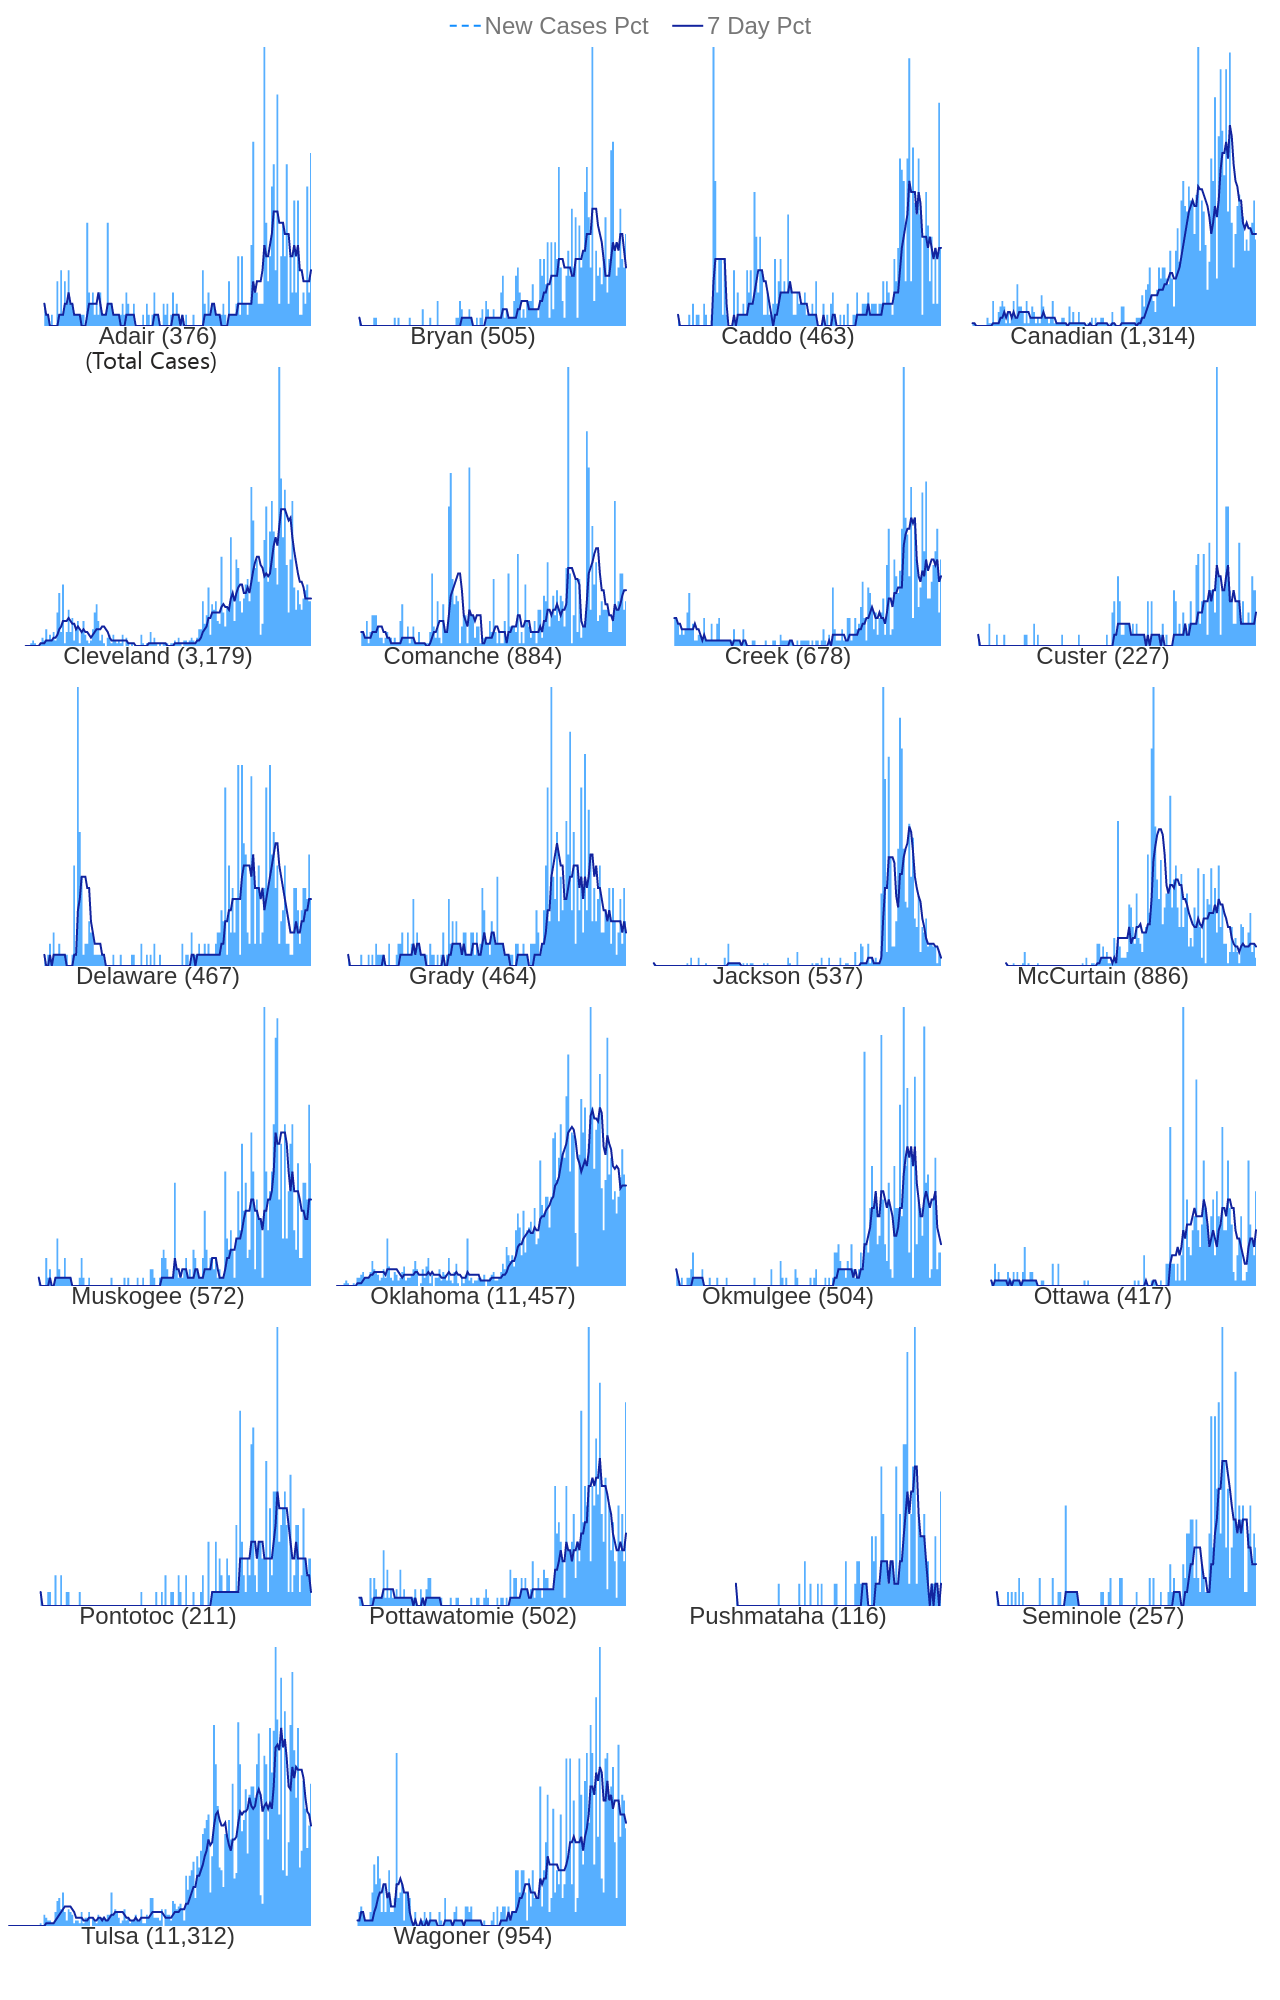 New Cases Pct 7 Day Pct
Adair (376) Bryan (505) Caddo (463) Canadian (1,314)
(Total Cases)
Cleveland (3,179) Comanche (884) Creek (678) Custer (227)
Delaware (467) Grady (464) Jackson (537) McCurtain (886)
Muskogee (572) Oklahoma (11,457) Okmulgee (504) Ottawa (417)
Pontotoc (211) Pottawatomie (502) Pushmataha (116) Seminole (257)
Tulsa (11,312) Wagoner (954)